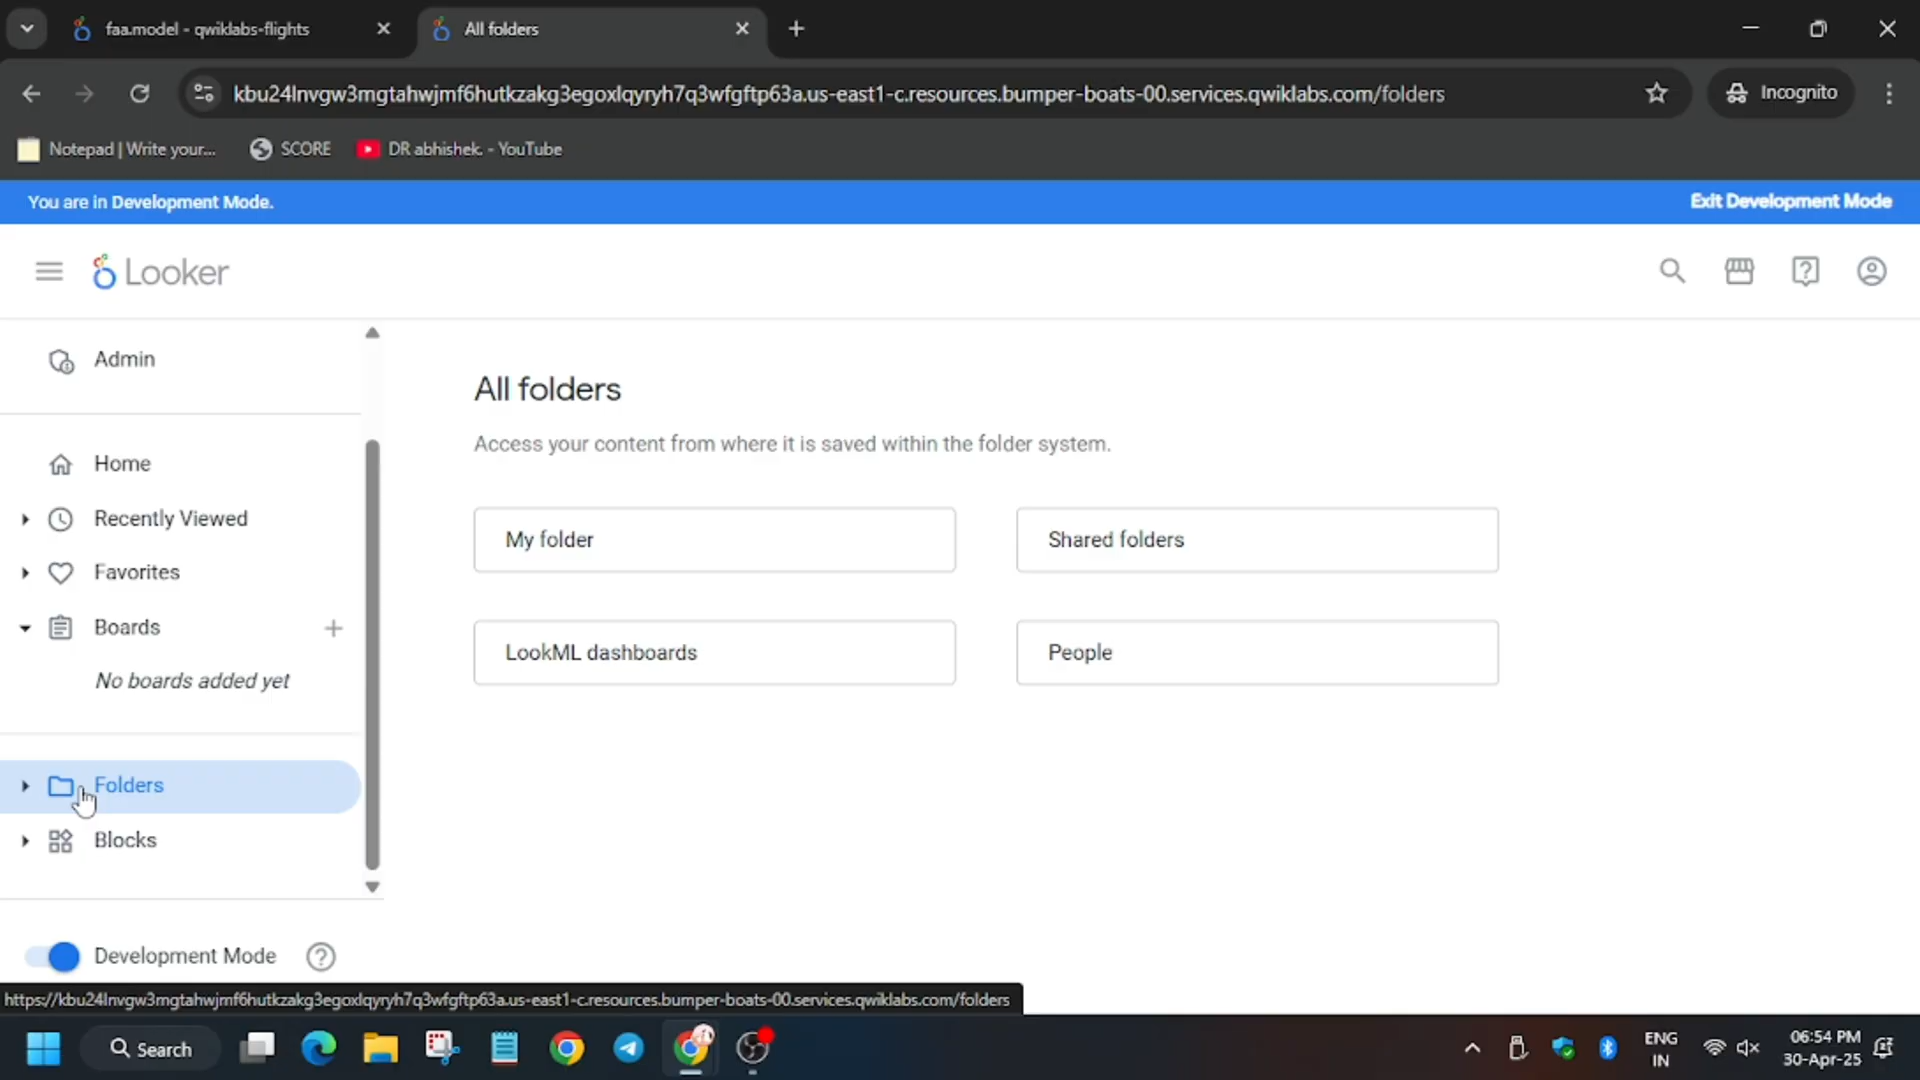 faa.model - qwiklabs-flights
All folders
kbu24lnvgw3mgtahwjmf6hutkzakg3egoxlqyryh7q3wfgftp63a.us-east1-c.resources.bumper-boats-00.services.qwiklabs.com/folders
Incognito
Notepad | Write your...
SCORE
DR abhishek. - YouTube
You are in Development Mode.
Exit Development Mode
Looker
Admin
Home
Recently Viewed
Favorites
Boards
No boards added yet
Folders
Blocks
Development Mode
All folders
Access your content from where it is saved within the folder system.
My folder
Shared folders
LookML dashboards
People
https://kbu24lnvgw3mgtahwjmf6hutkzakg3egoxlqyryh7q3wfgftp63a.us-east1-c.resources.bumper-boats-00.services.qwiklabs.com/folders
Search
ENG
IN
06:54 PM
30-Apr-25